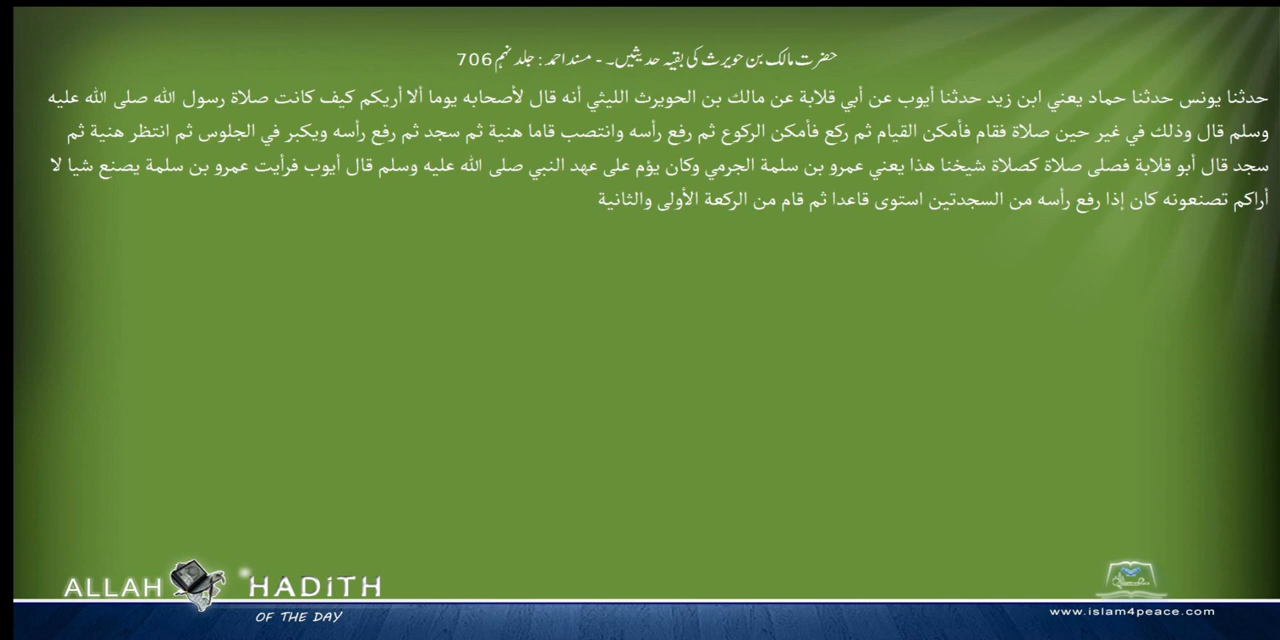 حضرت مالک بن حویرث کی بقیہ حدیثیں۔ - مسند احمد : جلد نہم 706
حدثنا يونس حدثنا حماد يعني ابن زيد حدثنا أيوب عن أبي قلابة عن مالك بن الحويرث الليثي أنه قال لأصحابه يوما ألا أريكم كيف كانت صلاة رسول الله صلى الله عليه
وسلم قال وذلك في غير حين صلاة فقام فأمكن القيام ثم ركع فأمكن الركوع ثم رفع رأسه وانتصب قاما هنية ثم سجد ثم رفع رأسه ويكبر في الجلوس ثم انتظر هنية ثم
سجد قال أبو قلابة فصلى صلاة كصلاة شيخنا هذا يعني عمرو بن سلمة الجرمي وكان يؤم على عهد النبي صلى الله عليه وسلم قال أيوب فرأيت عمرو بن سلمة يصنع شيا لا
أراكم تصنعونه كان إذا رفع رأسه من السجدتين استوى قاعدا ثم قام من الركعة الأولى والثانية
ALLAH HADITH
OF THE DAY
www.islam4peace.com